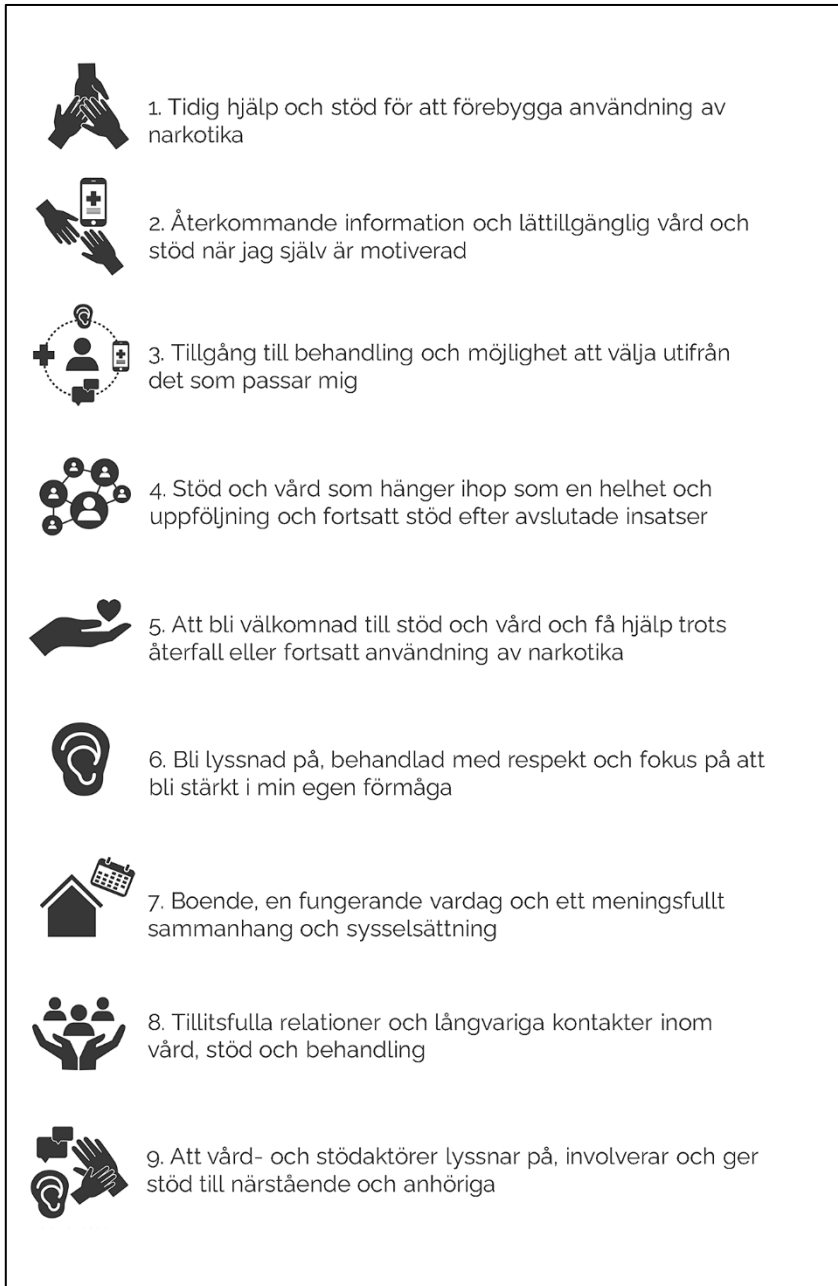 1. Tidig hjälp och stöd för att förebygga användning av
narkotika
2. Återkommande information och lättillgänglig vård och
stöd när jag själv är motiverad
3. Tillgång till behandling och möjlighet att välja utifrån
det som passar mig
4. Stöd och vård som hänger ihop som en helhet och
uppföljning och fortsatt stöd efter avslutade insatser
5. Att bli välkomnad till stöd och vård och få hjälp trots
återfall eller fortsatt användning av narkotika
6. Bli lyssnad på, behandlad med respekt och fokus på att
bli stärkt i min egen förmåga
7. Boende, en fungerande vardag och ett meningsfullt
sammanhang och sysselsättning
8. Tillitsfulla relationer och långvariga kontakter inom
vård, stöd och behandling
9. Att vård- och stödaktörer lyssnar på, involverar och ger
stöd till närstående och anhöriga